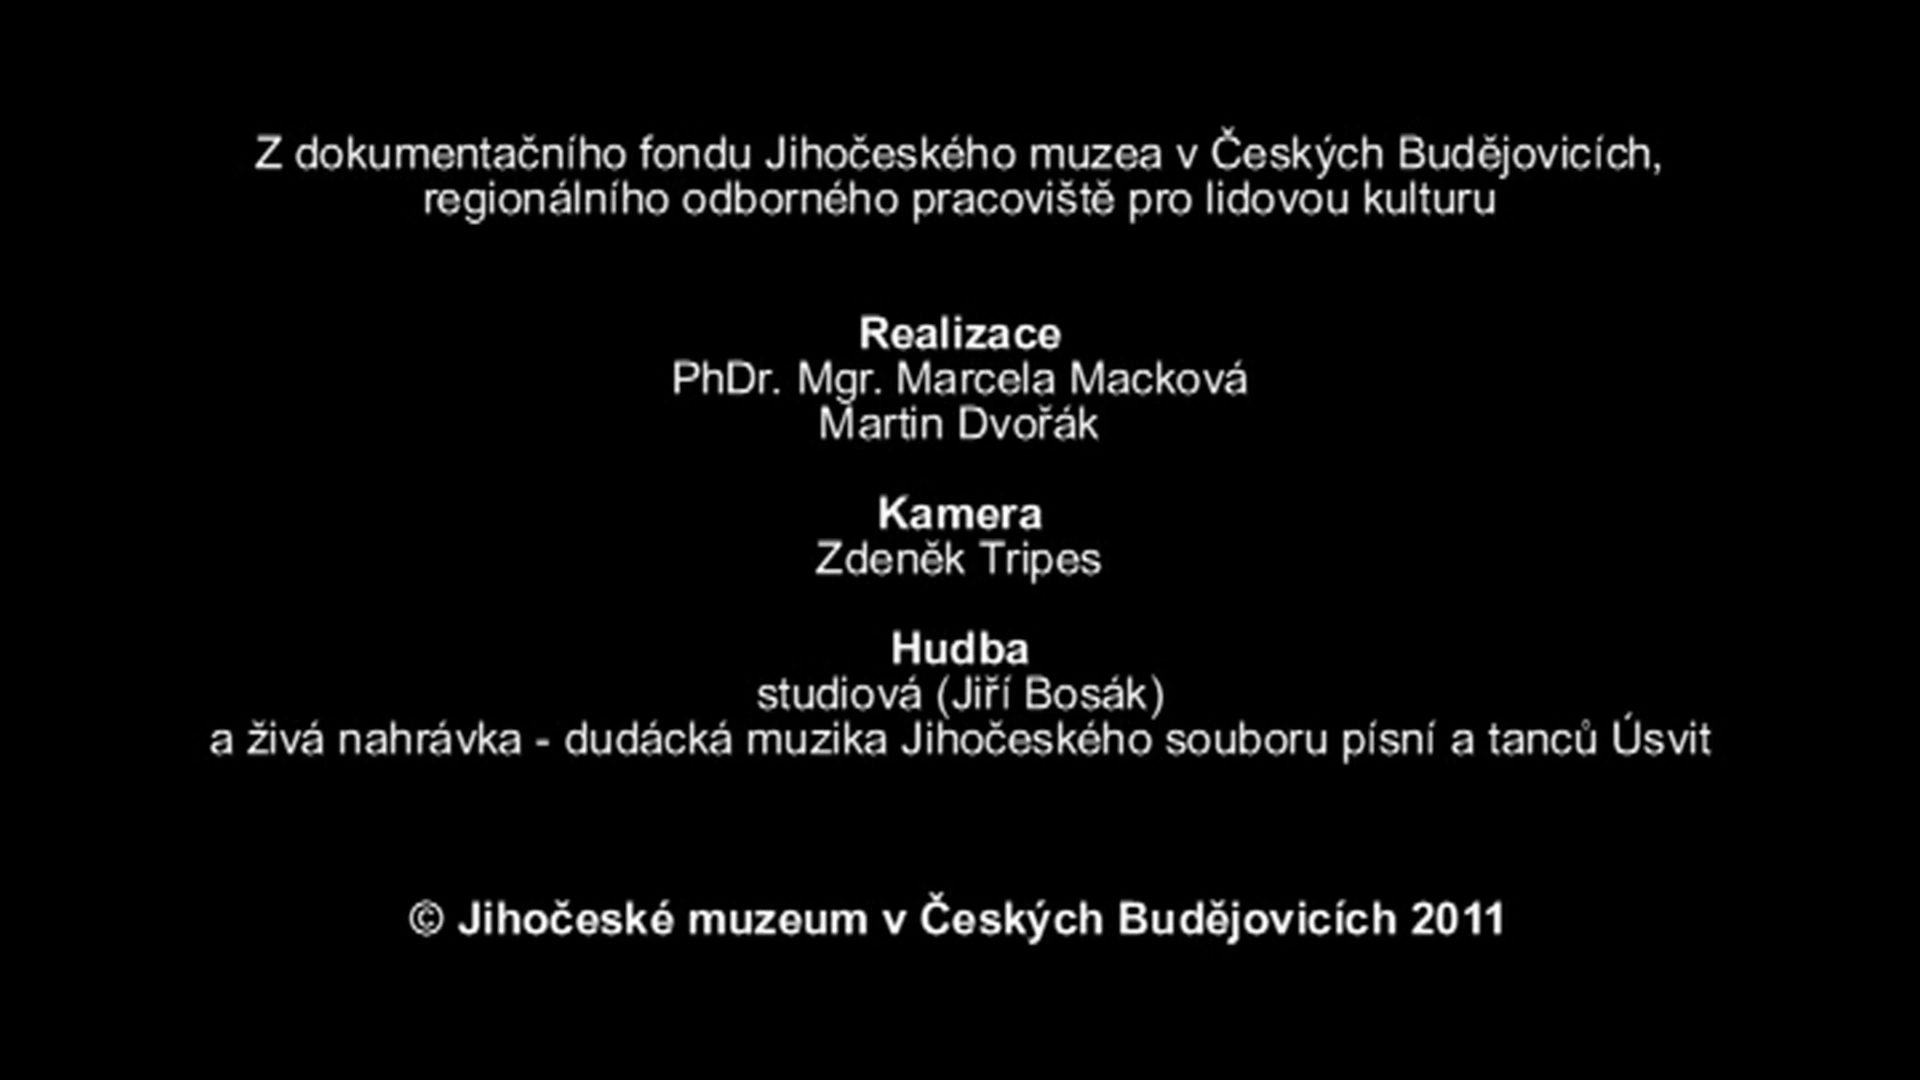 Z dokumentačního fondu Jihočeského muzea v Českých Budějovicích,
regionálního odborného pracoviště pro lidovou kulturu
Realizace
PhDr. Mgr. Marcela Macková
Martin Dvořák
Kamera
Zdeněk Tripes
Hudba
studiová (Jiří Bosák)
a živá nahrávka - dudácká muzika Jihočeského souboru písní a tanců Úsvit
© Jihočeské muzeum v Českých Budějovicích 2011